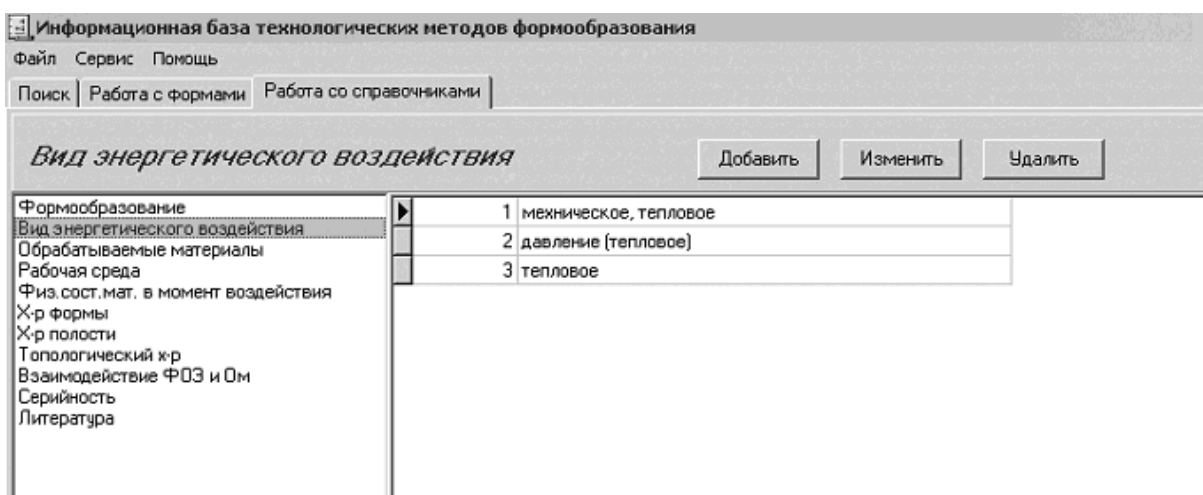 Информационная база технологических методов формообразования
Файл Сервис Помощь
Поиск Работа с формами Работа со справочниками
Вид энергетического воздействия Добавить Изменить Удалить
Формообразование
Вид энергетического воздействия
Обрабатываемые материалы
Рабочая среда
Физ.сост.мат. в момент воздействия
Х-р формы
Х-р полости
Топологический х-р
Взаимодействие ФОЭ и Ом
Серийность
Литература
1 мехническое, тепловое
2 давление (тепловое)
3 тепловое